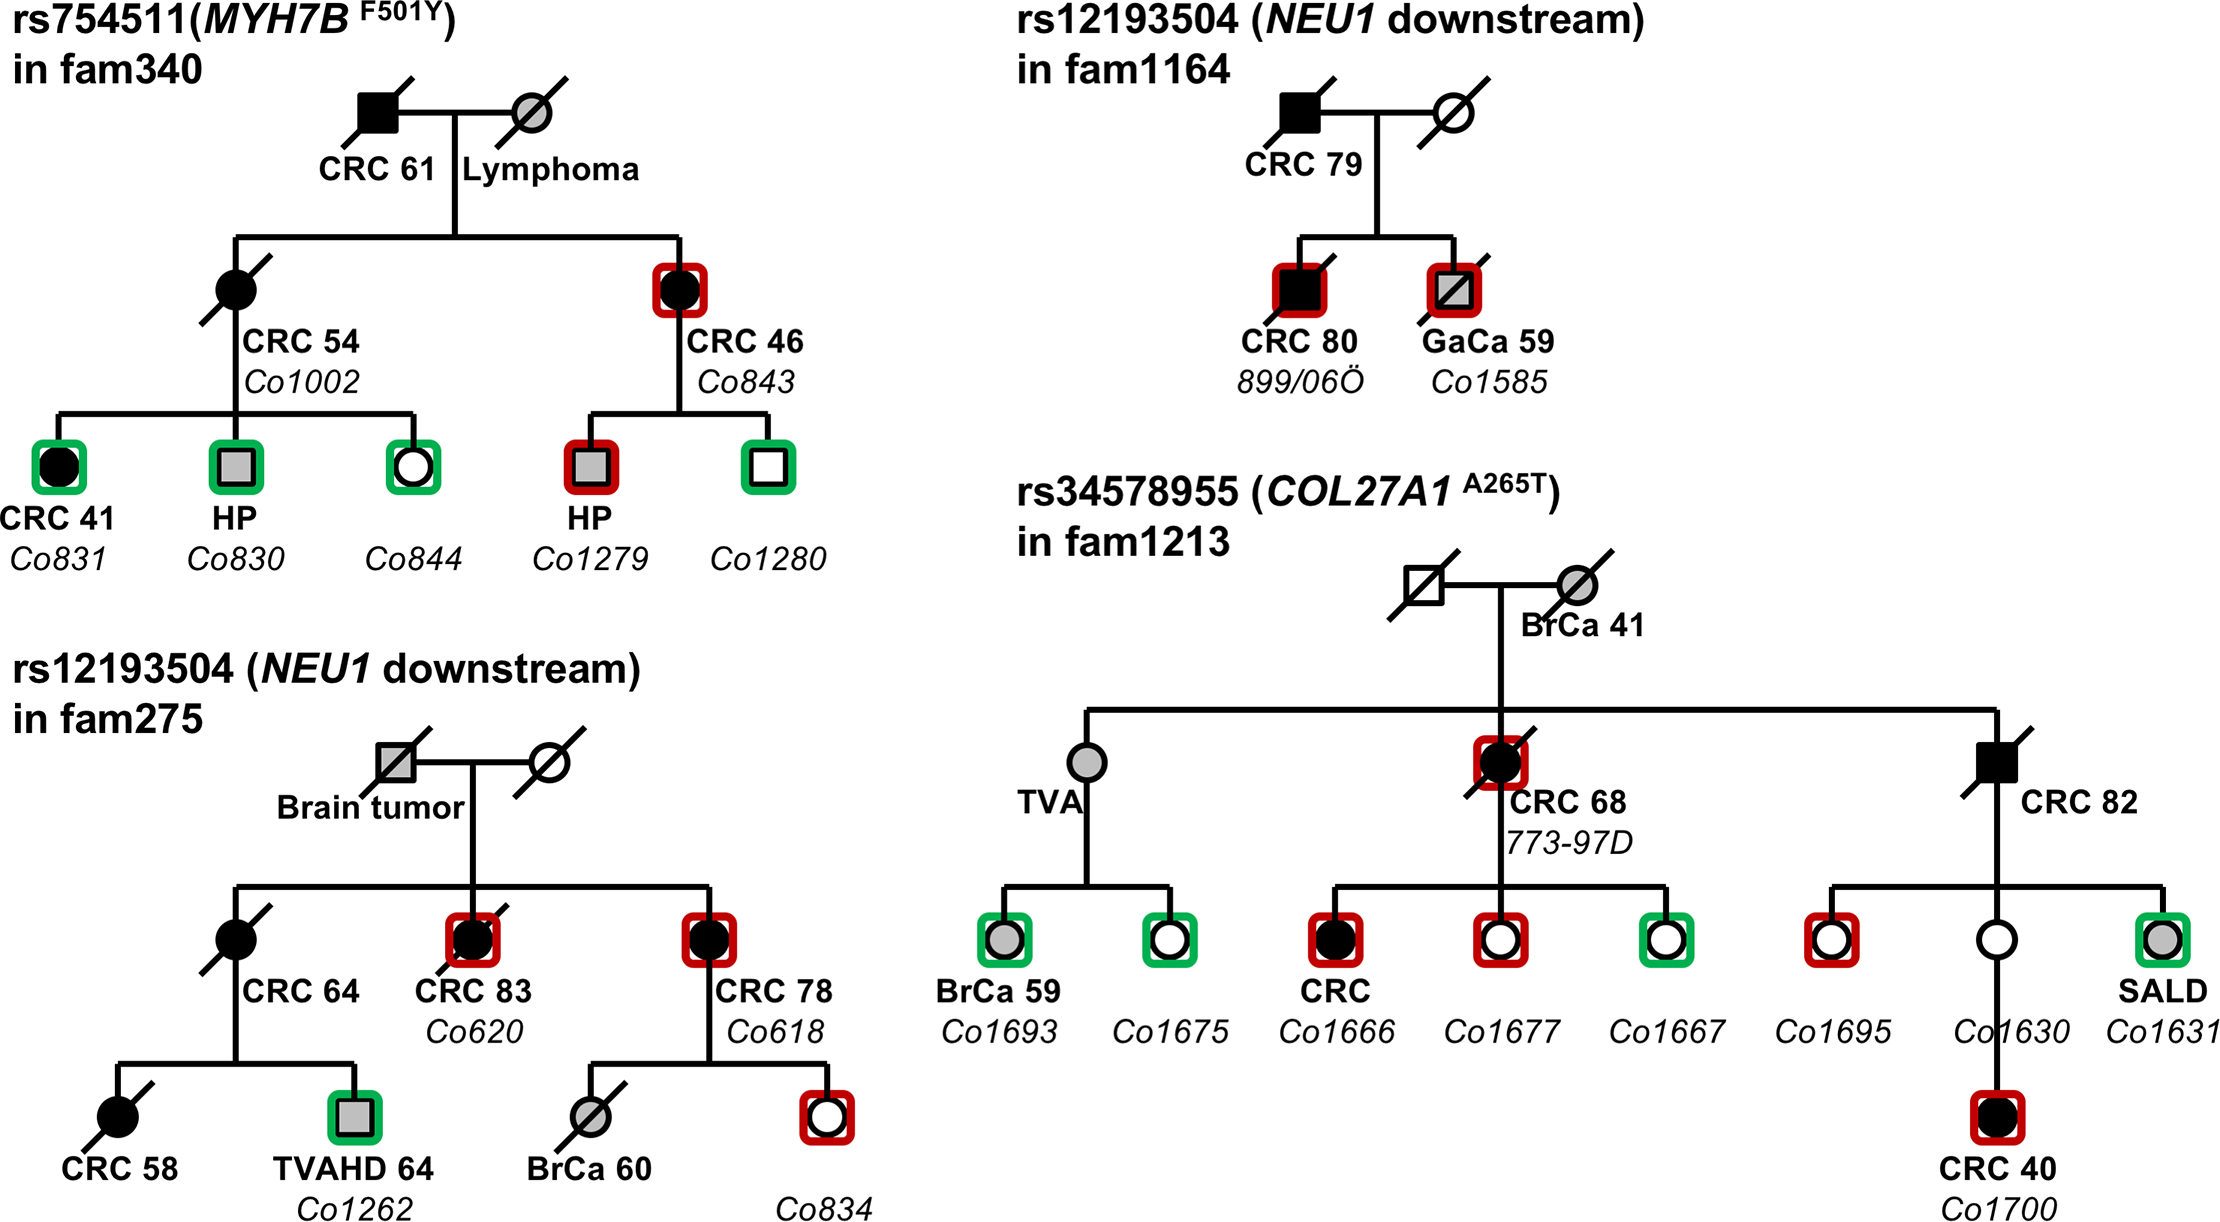 rs754511(MYH7B F501Y)
in fam340
CRC 61
Lymphoma
CRC 54
Co1002
CRC 46
Co843
CRC 41
Co831
HP
Co830
Co844
HP
Co1279
Co1280
rs12193504 (NEU1 downstream)
in fam1164
CRC 79
CRC 80
899/06Ö
GaCa 59
Co1585
rs12193504 (NEU1 downstream)
in fam275
Brain tumor
CRC 64
CRC 83
Co620
CRC 78
Co618
CRC 58
TVAHD 64
Co1262
BrCa 60
Co834
rs34578955 (COL27A1 A265T)
in fam1213
BrCa 41
TVA
CRC 68
773-97D
CRC 82
BrCa 59
Co1693
Co1675
CRC
Co1666
Co1677
Co1667
Co1695
Co1630
SALD
Co1631
CRC 40
Co1700